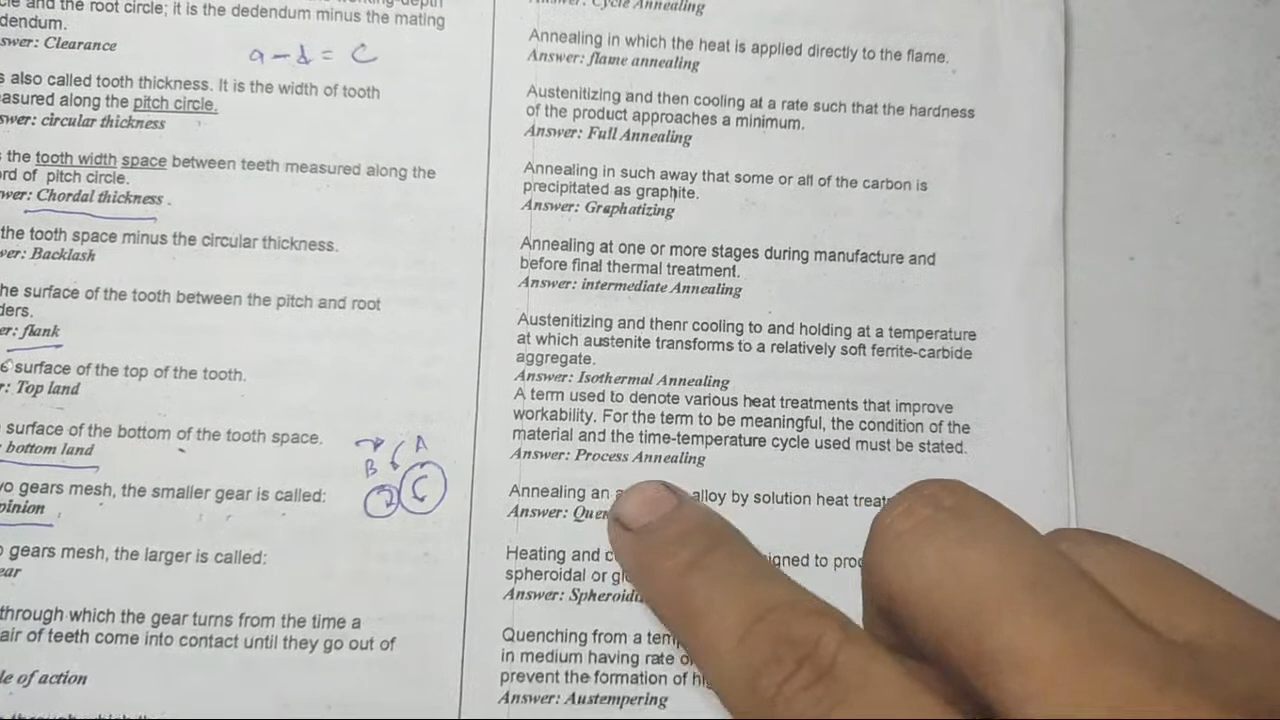 cle and the root circle; it is the dedendum minus the mating
dendum.
swer: Clearance
a - d = C
s also called tooth thickness. It is the width of tooth
easured along the pitch circle.
swer: circular thickness
the tooth width space between teeth measured along the
ord of pitch circle.
wer: Chordal thickness .
the tooth space minus the circular thickness.
ver: Backlash
he surface of the tooth between the pitch and root
ders.
er: flank
surface of the top of the tooth.
r: Top land
surface of the bottom of the tooth space.
bottom land
A
B
wo gears mesh, the smaller gear is called:
pinion
gears mesh, the larger is called:
ear
through which the gear turns from the time a
air of teeth come into contact until they go out of
le of action
Answer: Cycle Annealing
Annealing in which the heat is applied directly to the flame.
Answer: flame annealing
Austenitizing and then cooling at a rate such that the hardness
of the product approaches a minimum.
Answer: Full Annealing
Annealing in such away that some or all of the carbon is
precipitated as graphite.
Answer: Graphatizing
Annealing at one or more stages during manufacture and
before final thermal treatment.
Answer: intermediate Annealing
Austenitizing and thenr cooling to and holding at a temperature
at which austenite transforms to a relatively soft ferrite-carbide
aggregate.
Answer: Isothermal Annealing
A term used to denote various heat treatments that improve
workability. For the term to be meaningful, the condition of the
material and the time-temperature cycle used must be stated.
Answer: Process Annealing
Annealing an alloy by solution heat treat
Answer: Quen
Heating and c igned to prod
spheroidal or gl
Answer: Spheroid
Quenching from a tem
in medium having rate o
prevent the formation of hig
Answer: Austempering